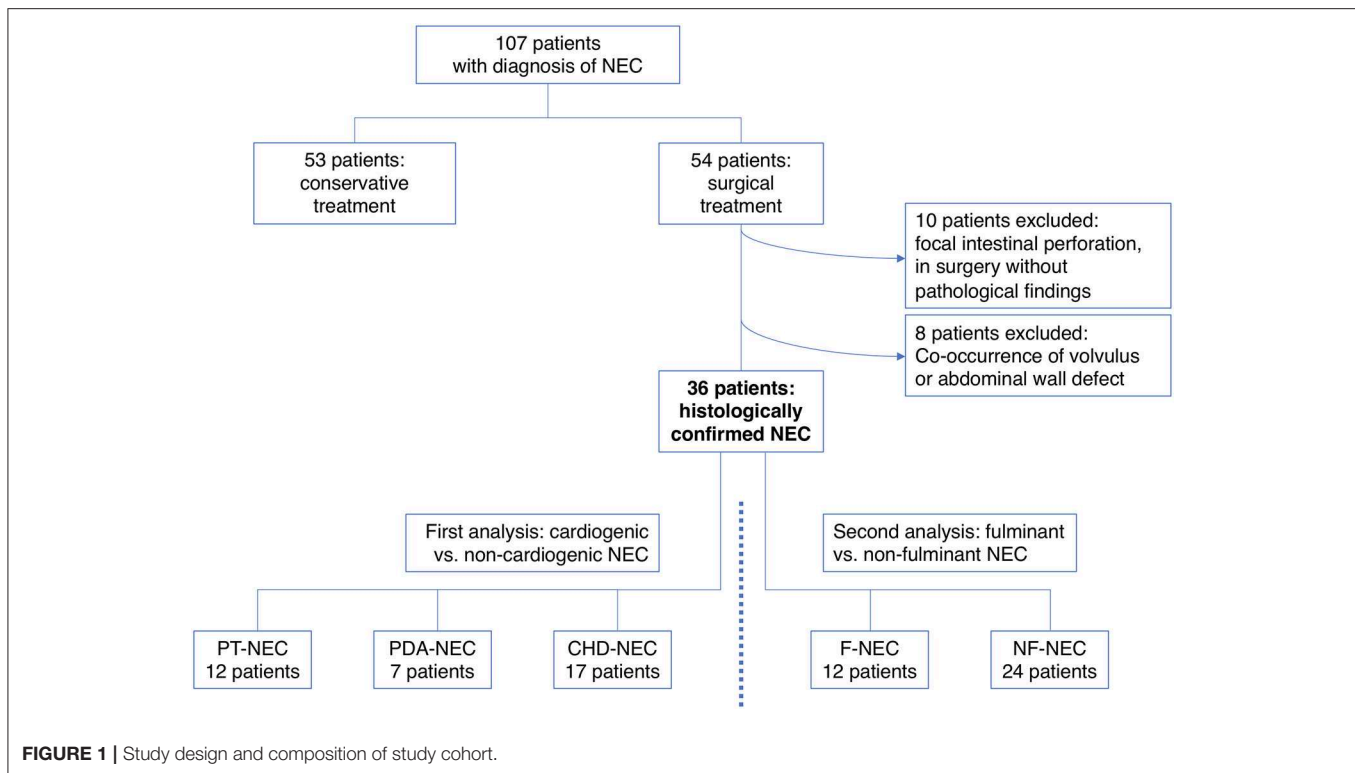 107 patients
with diagnosis of NEC
53 patients:
conservative
treatment
54 patients:
surgical
treatment
10 patients excluded:
focal intestinal perforation,
in surgery without
pathological findings
8 patients excluded:
Co-occurrence of volvulus
or abdominal wall defect
36 patients:
histologically
confirmed NEC
First analysis: cardiogenic
vs. non-cardiogenic NEC
Second analysis: fulminant
vs. non-fulminant NEC
PT-NEC
12 patients
PDA-NEC
7 patients
CHD-NEC
17 patients
F-NEC
12 patients
NF-NEC
24 patients
FIGURE 1 | Study design and composition of study cohort.